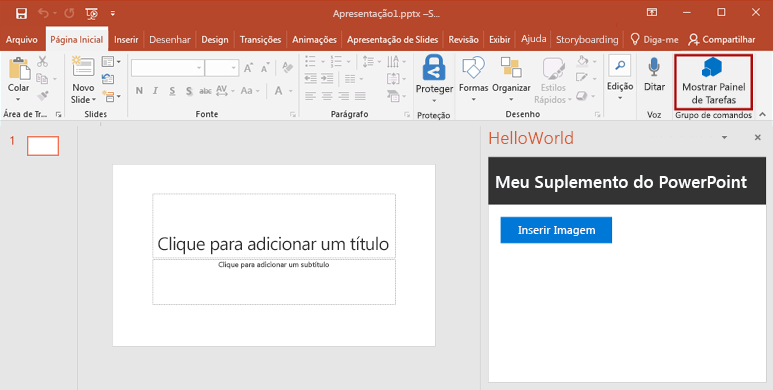 Apresentação1.pptx –S...
Arquivo Página Inicial Inserir Desenhar Design Transições Animações Apresentação de Slides Revisão Exibir Ajuda Storyboarding Diga-me Compartilhar
Colar
Novo
Slide
N I S S abc AV Aa A
A A
Proteger
Formas Organizar Estilos
Rápidos
Edição
Ditar
Mostrar Painel
de Tarefas
Área de Tr... Slides Fonte Parágrafo Proteção Desenho Voz Grupo de comandos
1
HelloWorld
Meu Suplemento do PowerPoint
Inserir Imagem
Clique para adicionar um título
Clique para adicionar um subtítulo